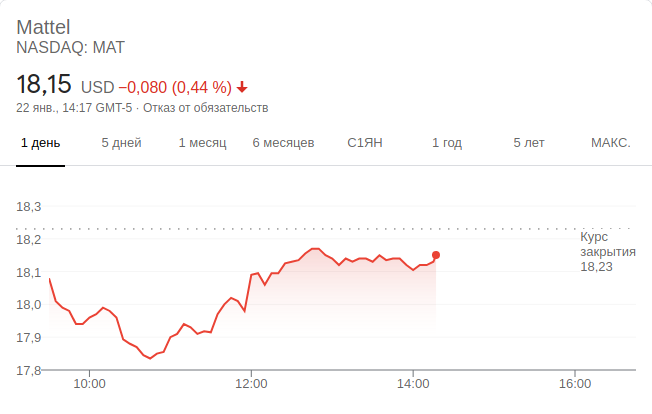 Mattel
NASDAQ: MAT
18,15 USD −0,080 (0,44 %)
22 янв., 14:17 GMT-5 · Отказ от обязательств
1 день 5 дней 1 месяц 6 месяцев С1ЯН 1 год 5 лет МАКС.
18,3
18,2
18,1
18,0
17,9
17,8
Курс
закрытия
18,23
10:00 12:00 14:00 16:00